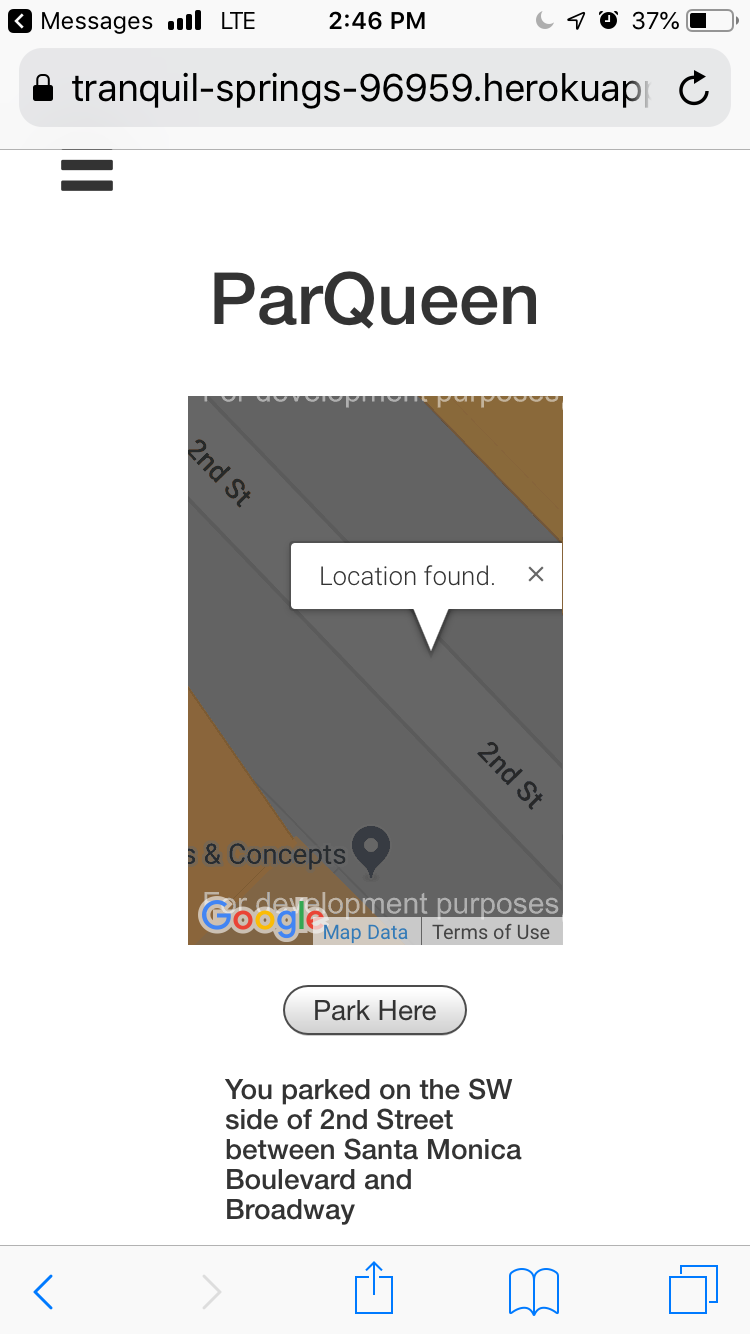 Messages LTE 2:46 PM 37%
tranquil-springs-96959.herokuapp
ParQueen
For development purposes
2nd St
Location found.
2nd St
s & Concepts
For development purposes
Google
Map Data Terms of Use
Park Here
You parked on the SW
side of 2nd Street
between Santa Monica
Boulevard and
Broadway